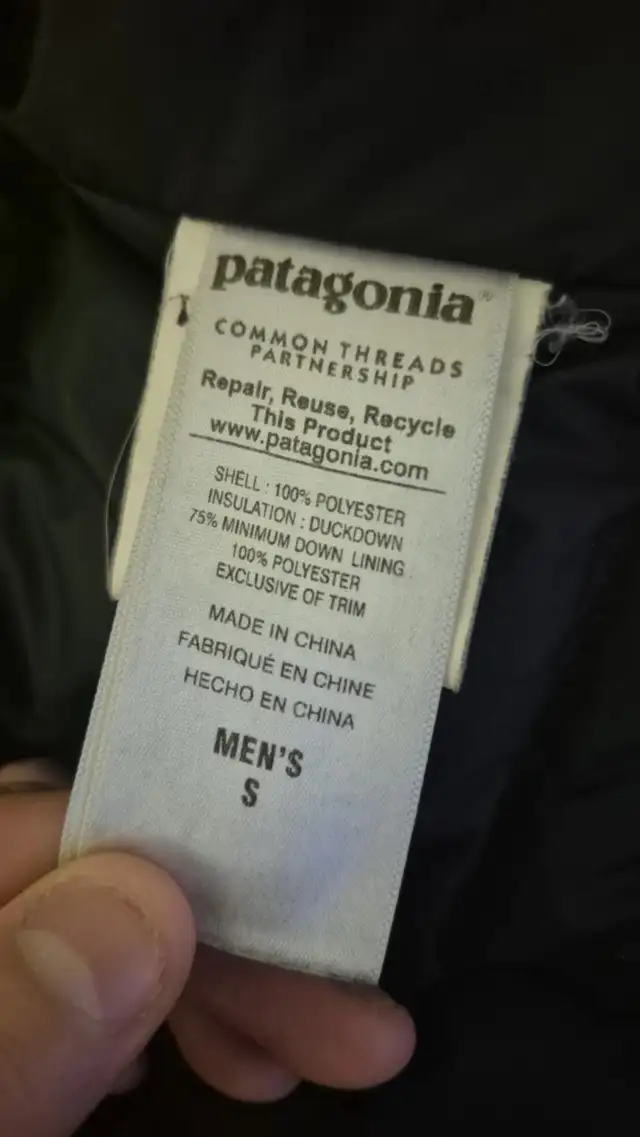 patagonia®
COMMON THREADS
PARTNERSHIP
Repair, Reuse, Recycle
This Product
www.patagonia.com
SHELL : 100% POLYESTER
INSULATION : DUCKDOWN
75% MINIMUM DOWN LINING
100% POLYESTER
EXCLUSIVE OF TRIM
MADE IN CHINA
FABRIQUÉ EN CHINE
HECHO EN CHINA
MEN'S
S